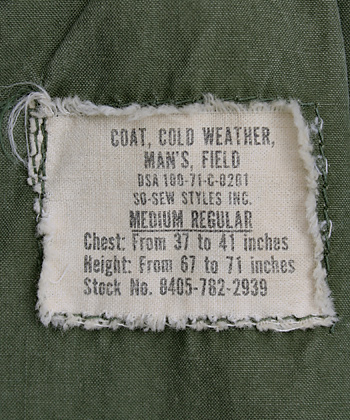 COAT, COLD WEATHER,
MAN'S, FIELD
DSA 100-71-C-0201
SO-SEW STYLES INC.
MEDIUM REGULAR
Chest: From 37 to 41 inches
Height: From 67 to 71 inches
Stock No. 8405-782-2939